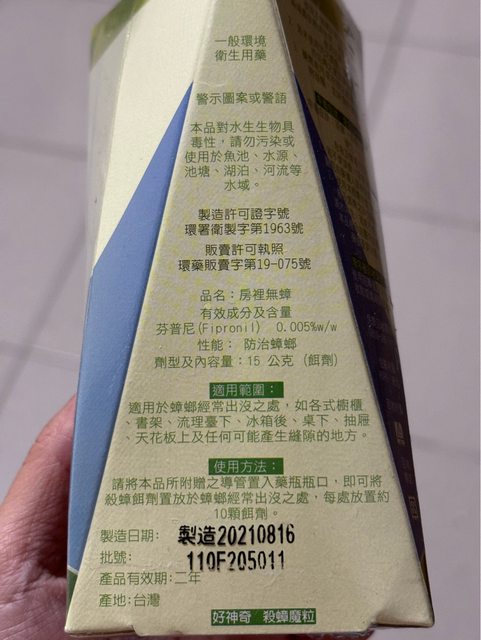 一般環境
衛生用藥
警示圖案或警語
本品對水生生物具
毒性，請勿污染或
使用於魚池、水源、
池塘、湖泊、河流等
水域。
製造許可證字號
環署衛製字第1963號
販賣許可執照
環藥販賣字第19-075號
品名：房裡無蟑
有效成分及含量
芬普尼(Fipronil) 0.005%w/w
性能： 防治蟑螂
劑型及內容量：15 公克（餌劑）
適用範圍：
適用於蟑螂經常出沒之處，如各式櫥櫃
、書架、流理臺下、冰箱後、桌下、抽屜
、天花板上及任何可能產生縫隙的地方。
使用方法：
請將本品所附贈之導管置入藥瓶瓶口，即可將
殺蟑餌劑置放於蟑螂經常出沒之處，每處放置約
10顆餌劑。
製造日期： 製造20210816
批號： 110F205011
產品有效期：二年
產地：台灣
好神奇 殺蟑魔粒